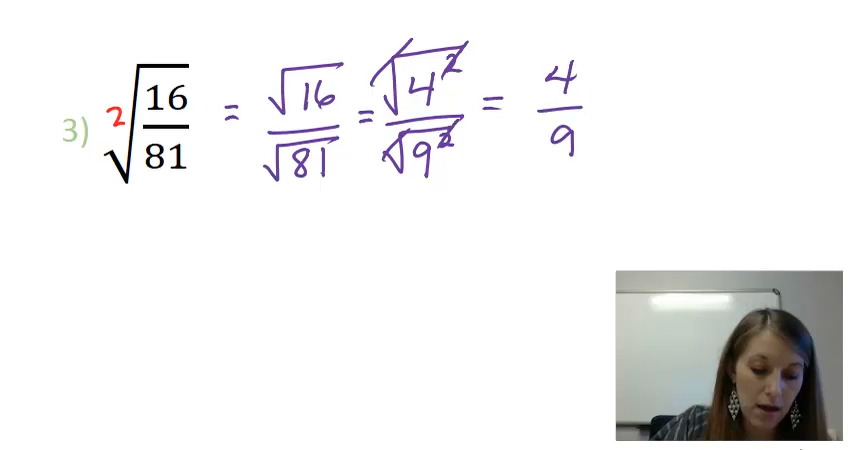 3) ²√(16/81) = √16/√81 = √4²/√9² = 4/9